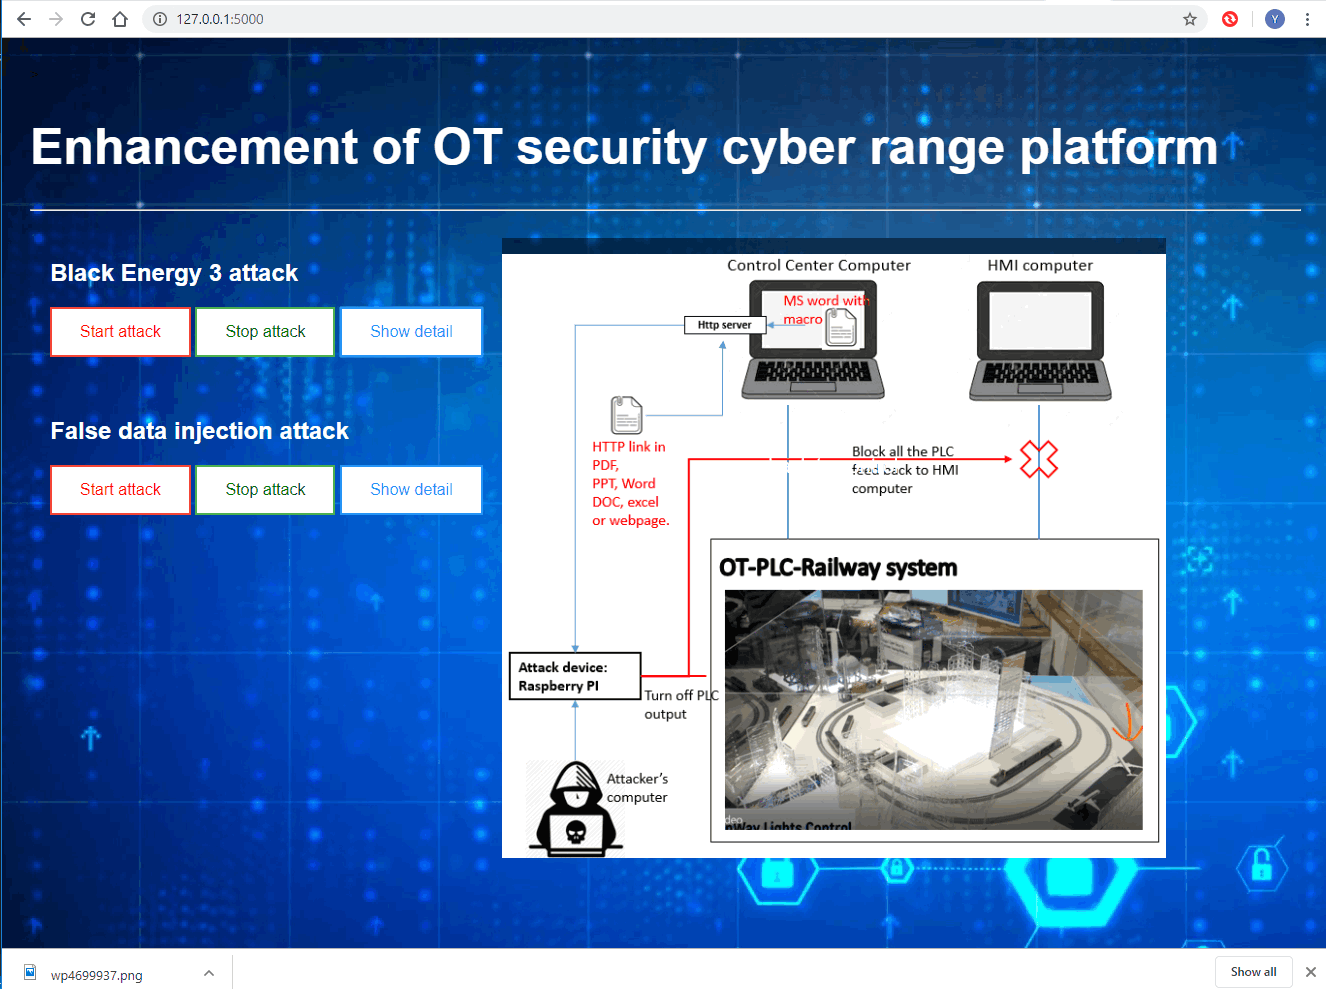 127.0.0.1:5000
Y
Enhancement of OT security cyber range platform
Black Energy 3 attack
Start attack
Stop attack
Show detail
False data injection attack
Start attack
Stop attack
Show detail
Control Center Computer
HMI computer
MS word with
macro
Http server
HTTP link in
PDF,
PPT, Word
DOC, excel
or webpage.
Block all the PLC
feedback to HMI
computer
OT-PLC-Railway system
Attack device:
Raspberry PI
Turn off PLC
output
Attacker's
computer
deo
nWay Lights Control
wp4699937.png
Show all